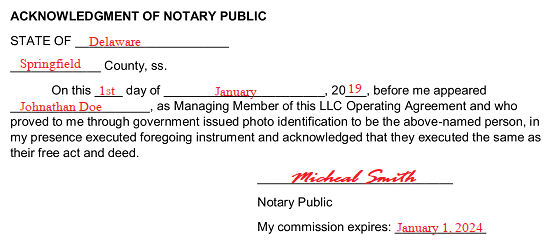 ACKNOWLEDGMENT OF NOTARY PUBLIC
STATE OF Delaware
Springfield County, ss.
On this 1st day of January, 2019, before me appeared
Johnathan Doe, as Managing Member of this LLC Operating Agreement and who
proved to me through government issued photo identification to be the above-named person, in
my presence executed foregoing instrument and acknowledged that they executed the same as
their free act and deed.
Micheal Smith
Notary Public
My commission expires: January 1, 2024